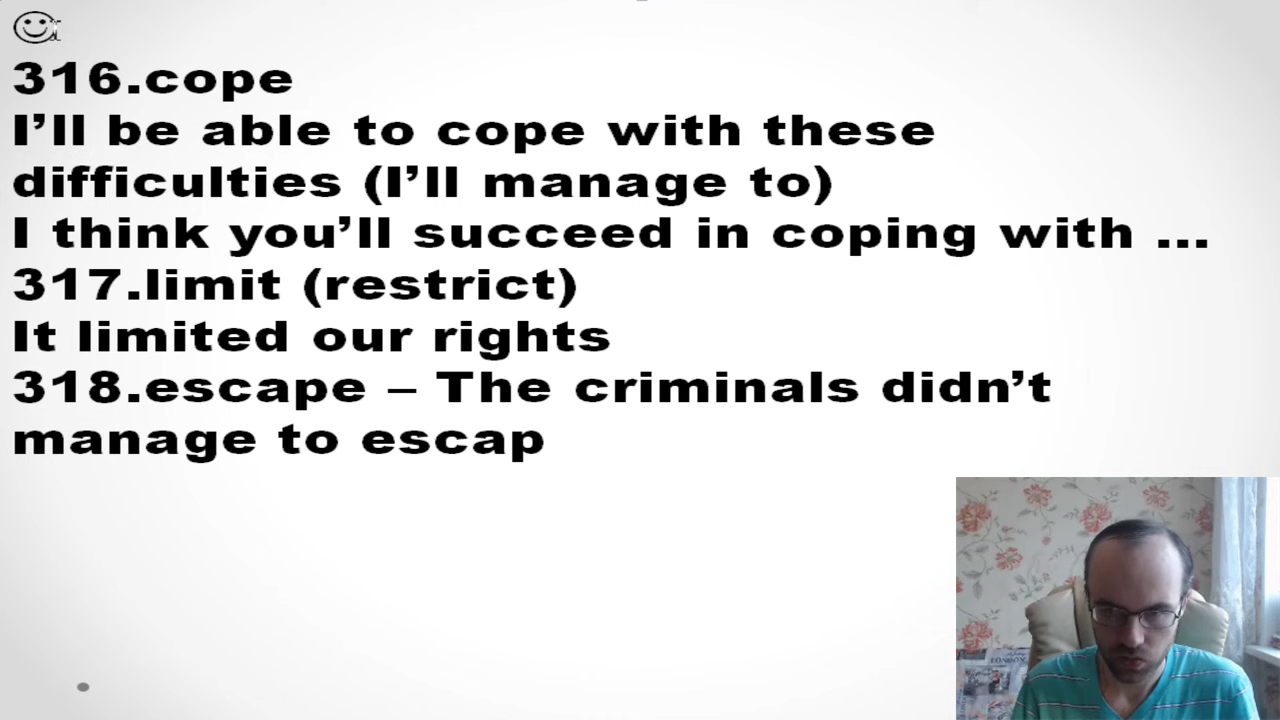 316.cope
I’ll be able to cope with these
difficulties (I’ll manage to)
I think you’ll succeed in coping with ...
317.limit (restrict)
It limited our rights
318.escape – The criminals didn’t
manage to escap
LONDON